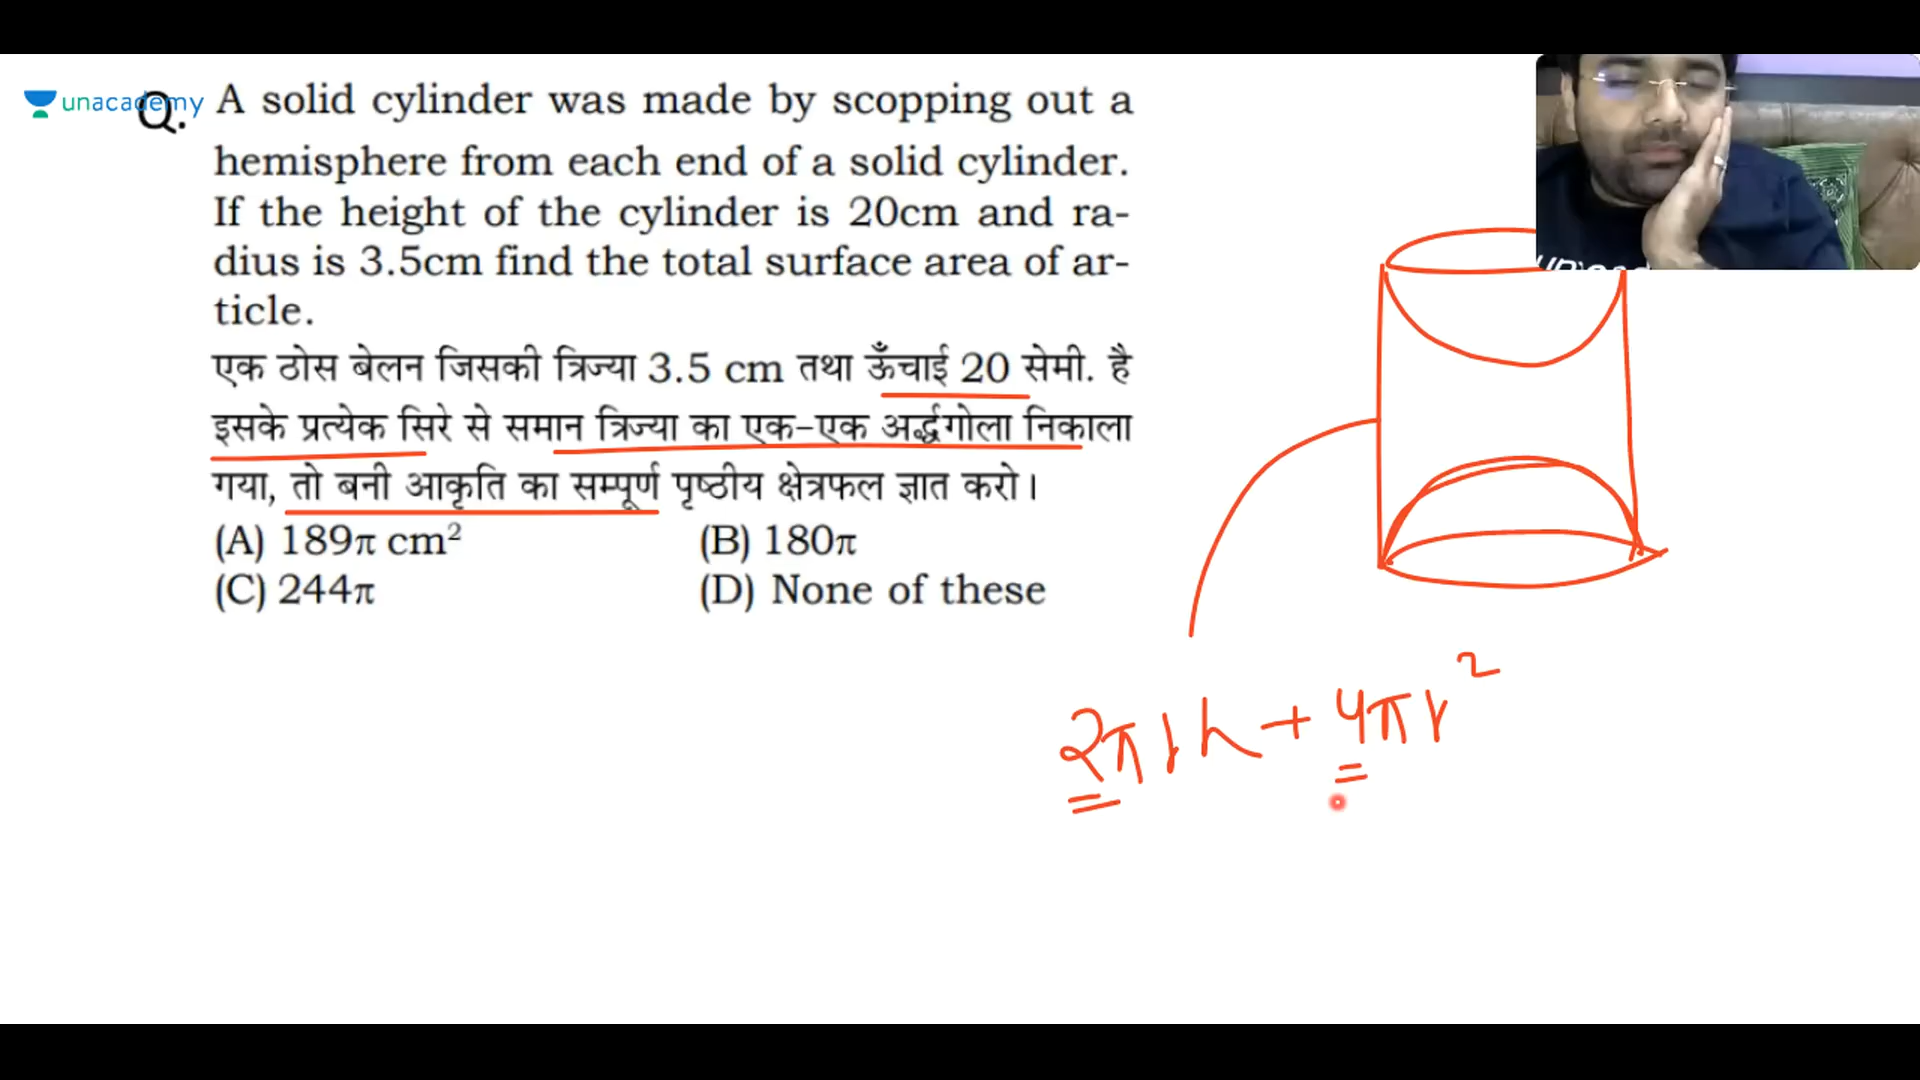 unacademy
Q. A solid cylinder was made by scopping out a
hemisphere from each end of a solid cylinder.
If the height of the cylinder is 20cm and ra-
dius is 3.5cm find the total surface area of ar-
ticle.
एक ठोस बेलन जिसकी त्रिज्या 3.5 cm तथा ऊँचाई 20 सेमी. है
इसके प्रत्येक सिरे से समान त्रिज्या का एक-एक अर्द्धगोला निकाला
गया, तो बनी आकृति का सम्पूर्ण पृष्ठीय क्षेत्रफल ज्ञात करो।
(A) 189π cm² (B) 180π
(C) 244π (D) None of these
2πrh + 4πr²